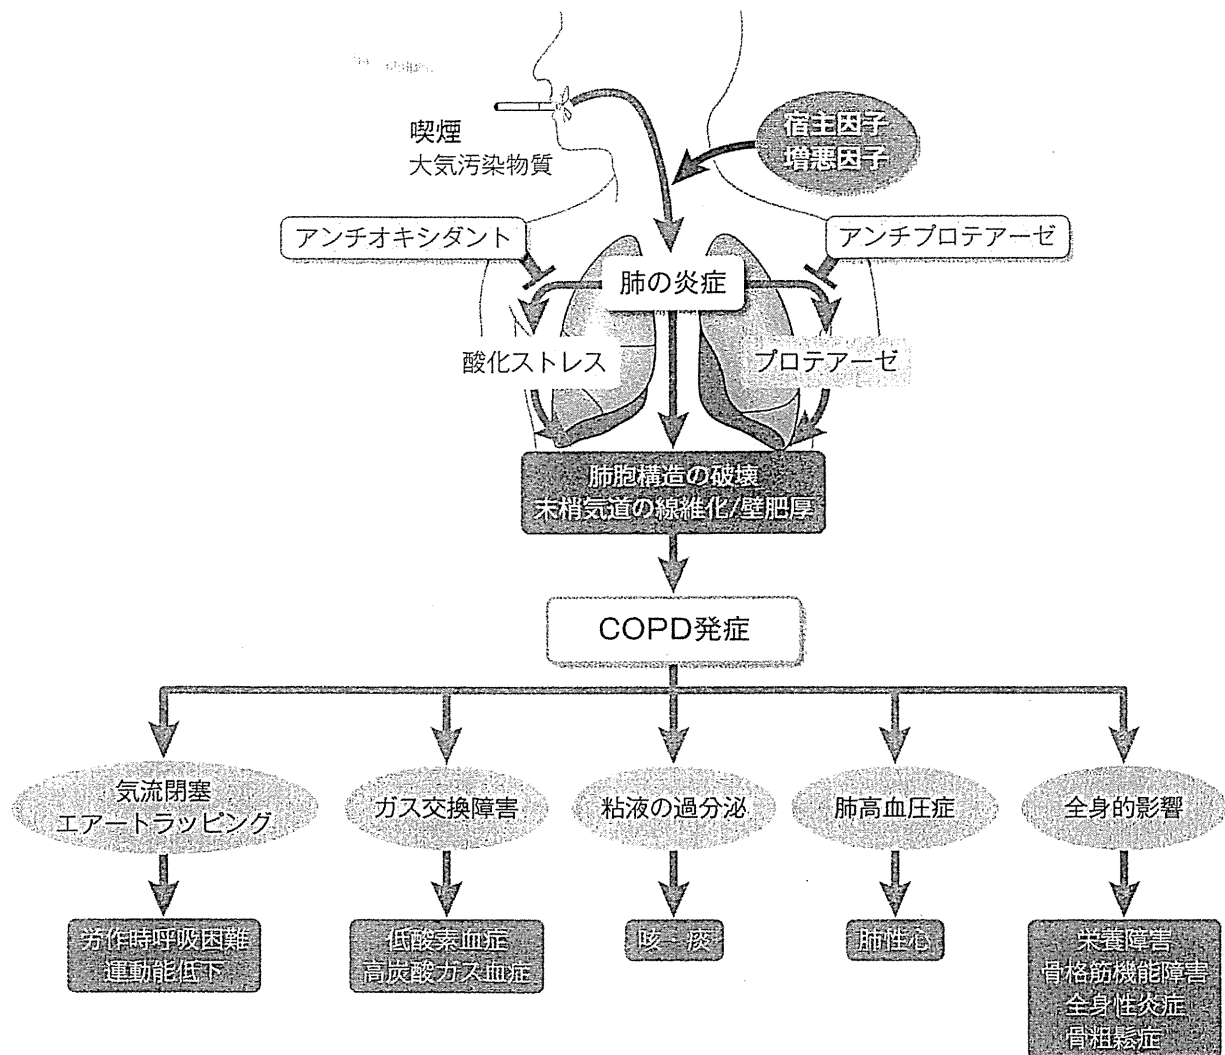 喫煙
大気汚染物質
宿主因子
増悪因子
アンチオキシダント
アンチプロテアーゼ
肺の炎症
酸化ストレス
プロテアーゼ
肺胞構造の破壊
末梢気道の線維化/壁肥厚
COPD発症
気流閉塞
エアートラッピング
ガス交換障害
粘液の過分泌
肺高血圧症
全身的影響
労作時呼吸困難
運動能低下
低酸素血症
高炭酸ガス血症
咳・痰
肺性心
栄養障害
骨格筋機能障害
全身性炎症
骨粗鬆症